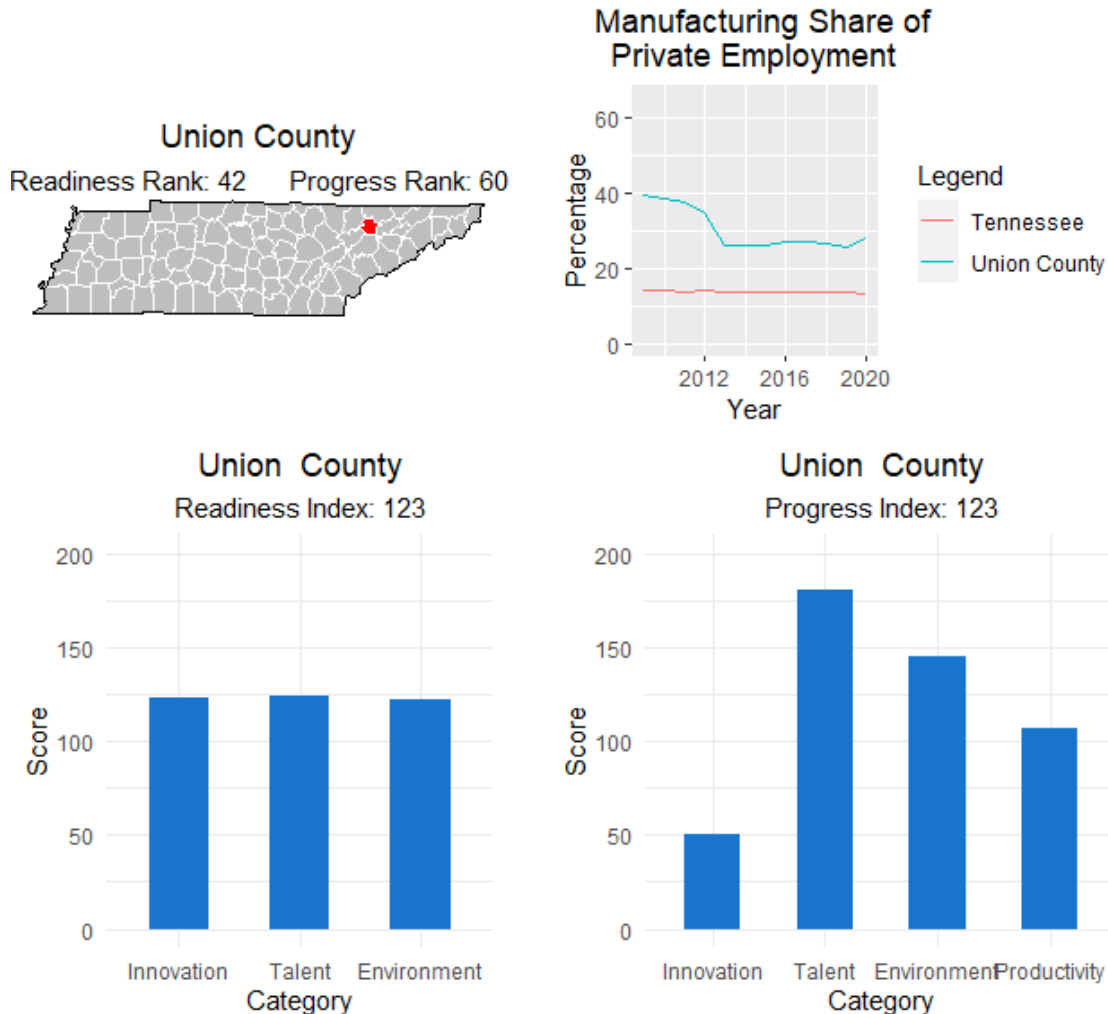 Union County
Readiness Rank: 42 Progress Rank: 60
Manufacturing Share of
Private Employment
Percentage
60
40
20
0
2012 2016 2020
Year
Legend
Tennessee
Union County
Union County
Readiness Index: 123
Score
200
150
100
50
0
Innovation Talent Environment
Category
Union County
Progress Index: 123
Score
200
150
100
50
0
Innovation Talent Environment Productivity
Category